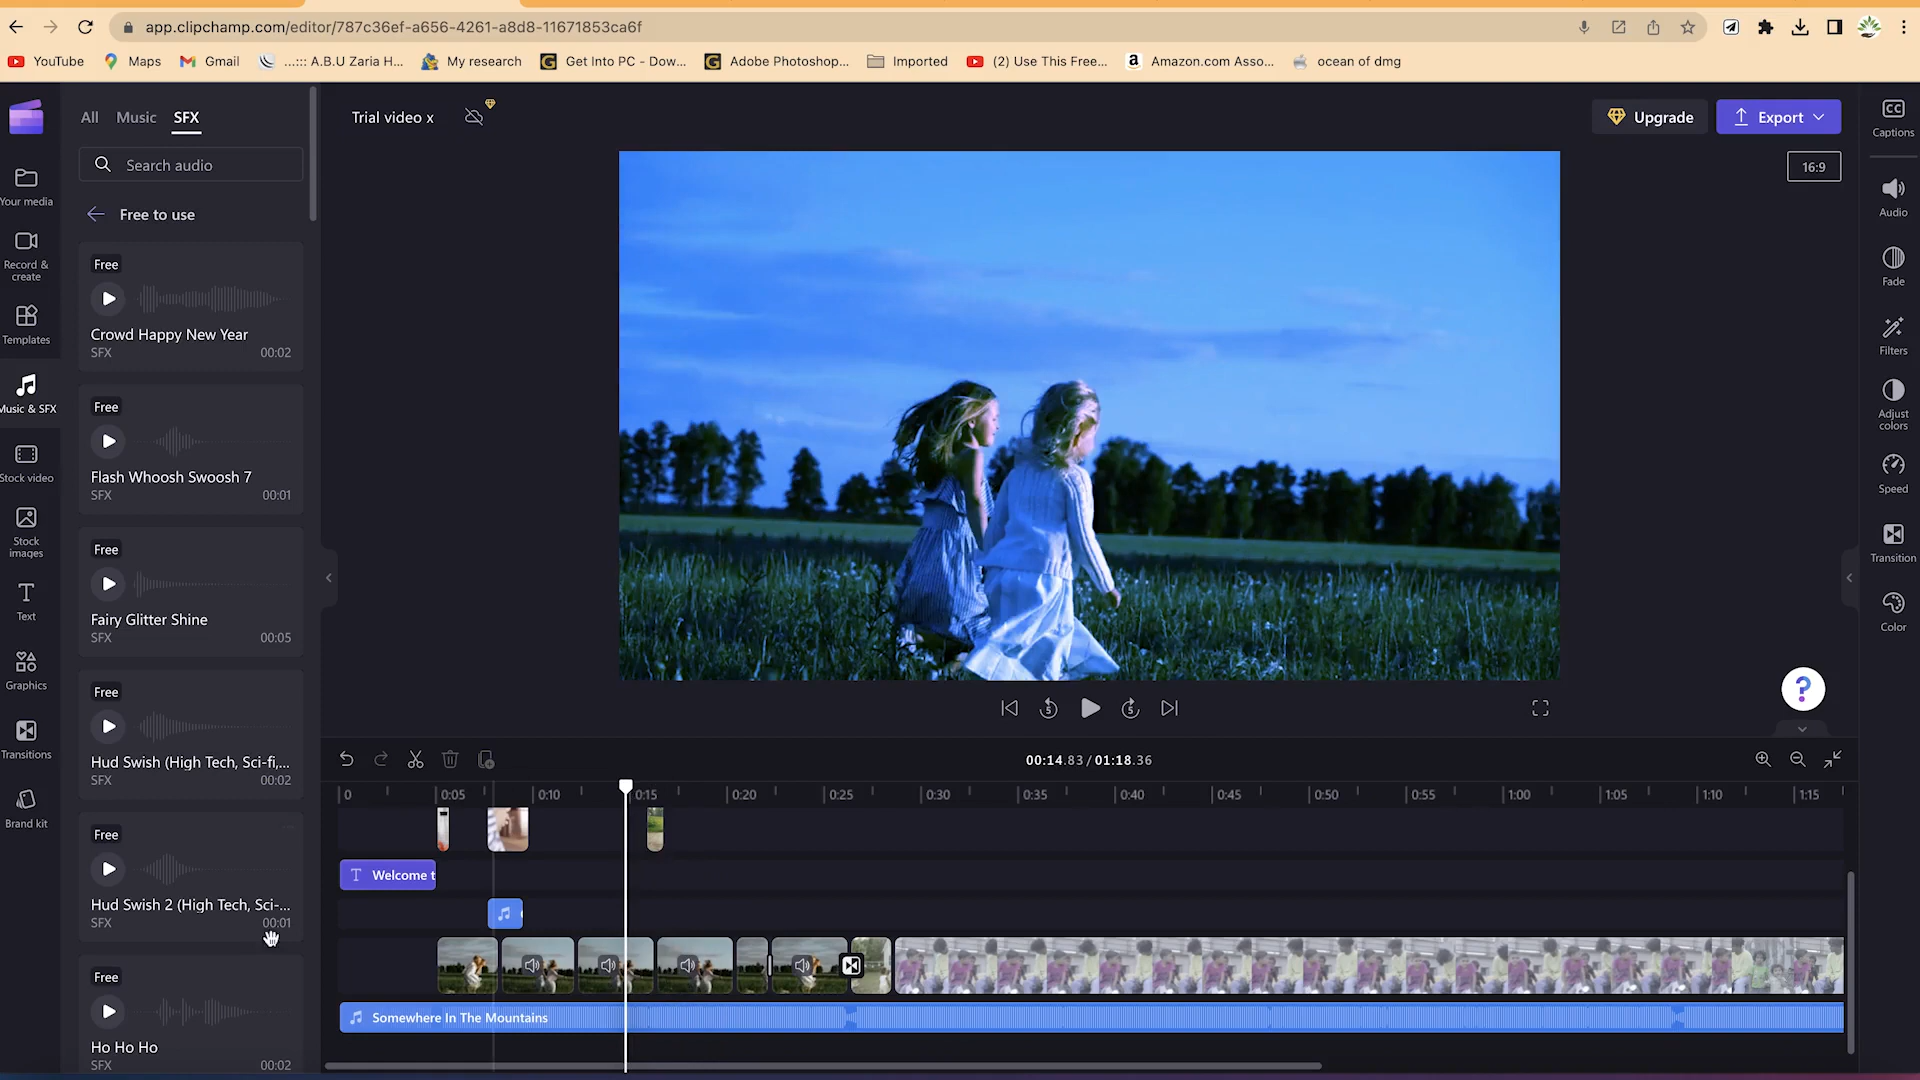 app.clipchamp.com/editor/787c36ef-a656-4261-a8d8-11671853ca6f
YouTube Maps Gmail ...::: A.B.U Zaria H... My research Get Into PC - Dow... Adobe Photoshop... Imported (2) Use This Free... Amazon.com Asso... ocean of dmg
All Music SFX
Trial video x
Upgrade
Export
CC
Captions
Search audio
16:9
Your media
Free to use
Audio
Record &
create
Free
Crowd Happy New Year
SFX 00:02
Fade
Templates
Filters
Music & SFX
Free
Flash Whoosh Swoosh 7
SFX 00:01
Adjust
colors
Stock video
Speed
Stock
images
Free
Fairy Glitter Shine
SFX 00:05
Transition
T
Text
Color
Graphics
Free
Hud Swish (High Tech, Sci-fi,...
SFX 00:02
5
5
?
Transitions
00:14.83 / 01:18.36
Brand kit
0 0:05 0:10 0:15 0:20 0:25 0:30 0:35 0:40 0:45 0:50 0:55 1:00 1:05 1:10 1:15
Free
Hud Swish 2 (High Tech, Sci-...
SFX 00:01
T Welcome t
Free
Ho Ho Ho
SFX 00:02
Somewhere In The Mountains